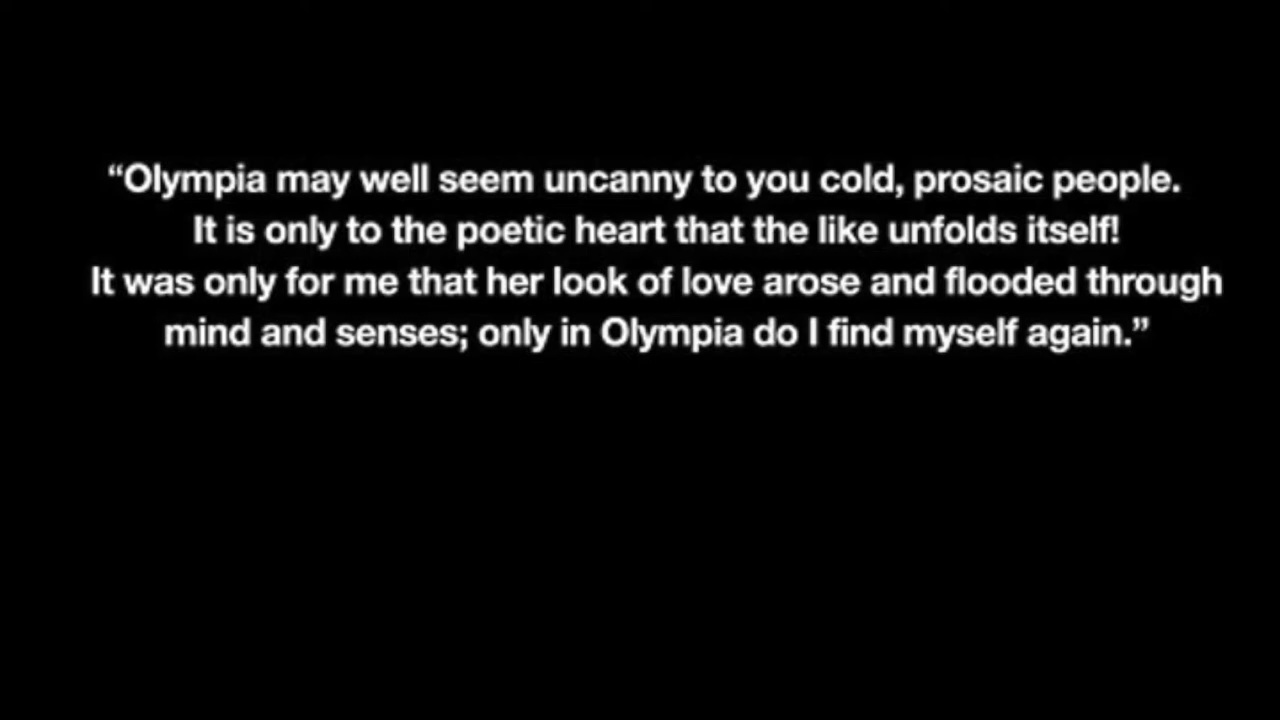 “Olympia may well seem uncanny to you cold, prosaic people.
It is only to the poetic heart that the like unfolds itself!
It was only for me that her look of love arose and flooded through
mind and senses; only in Olympia do I find myself again.”